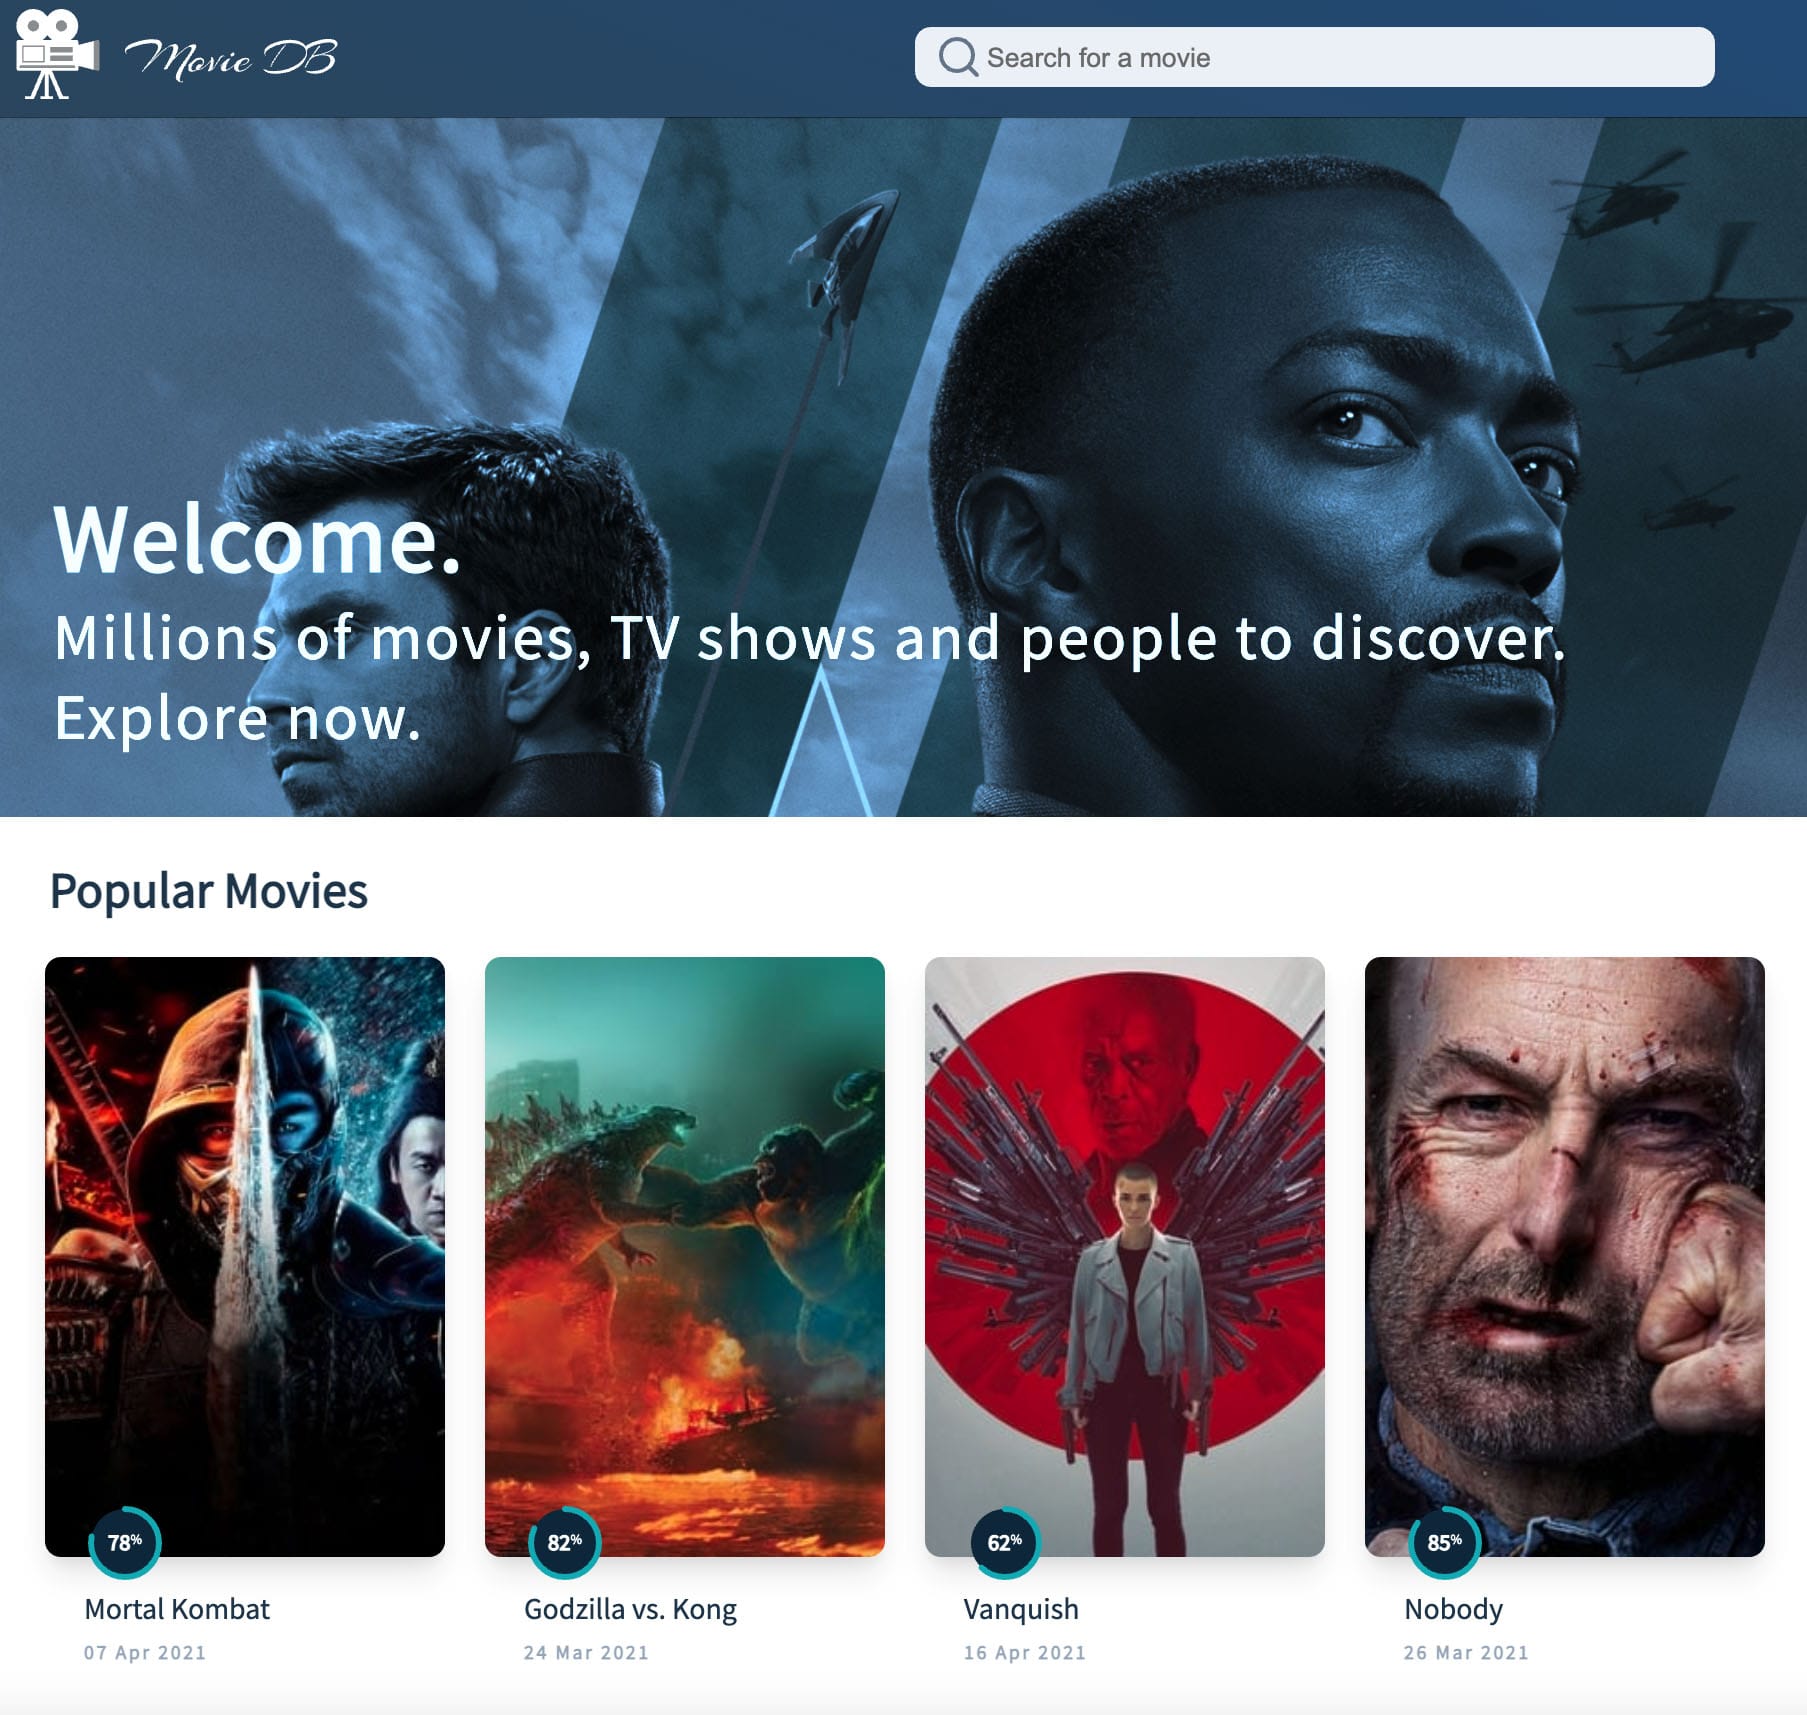 Movie DB
Search for a movie
Welcome.
Millions of movies, TV shows and people to discover.
Explore now.
Popular Movies
78%
82%
62%
85%
Mortal Kombat
Godzilla vs. Kong
Vanquish
Nobody
07 Apr 2021
24 Mar 2021
16 Apr 2021
26 Mar 2021